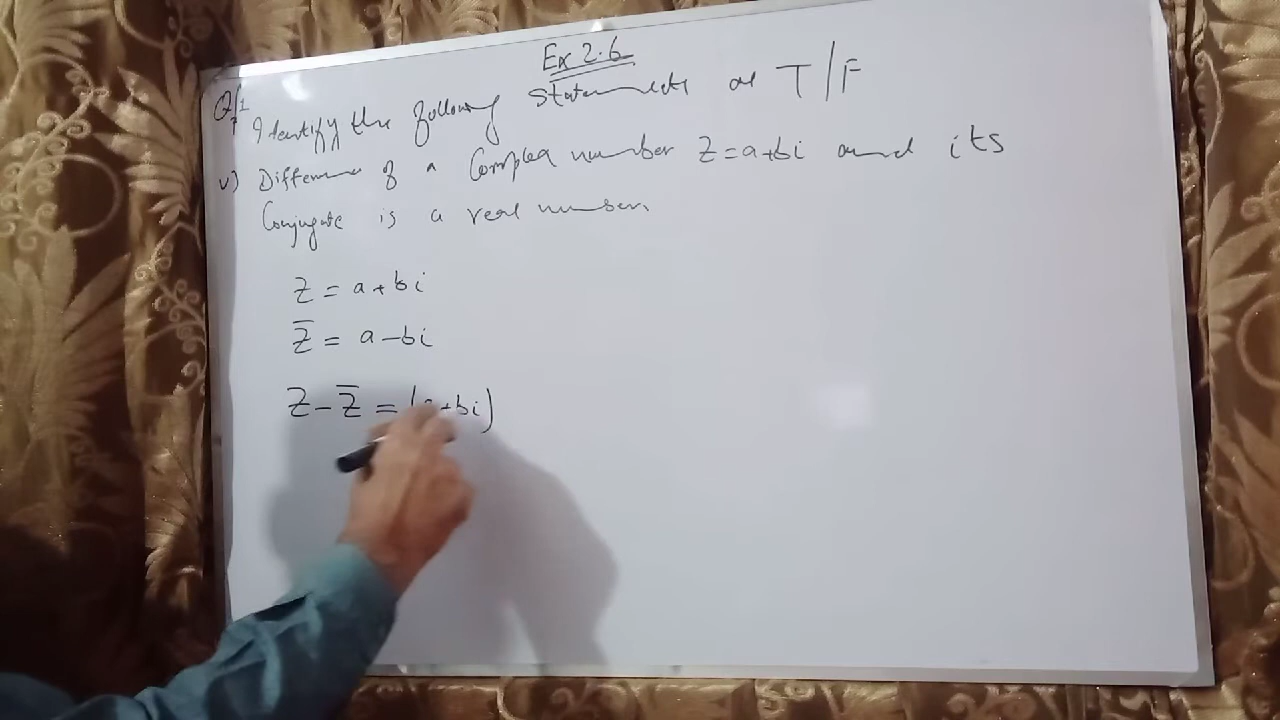 Ex 2.6
Q#1 Identify the following statements as T/F
v) Difference of a Complex number Z=a+bi and its
Conjugate is a real number.
Z = a+bi
Z̅ = a-bi
Z-Z̅ = (a+bi)